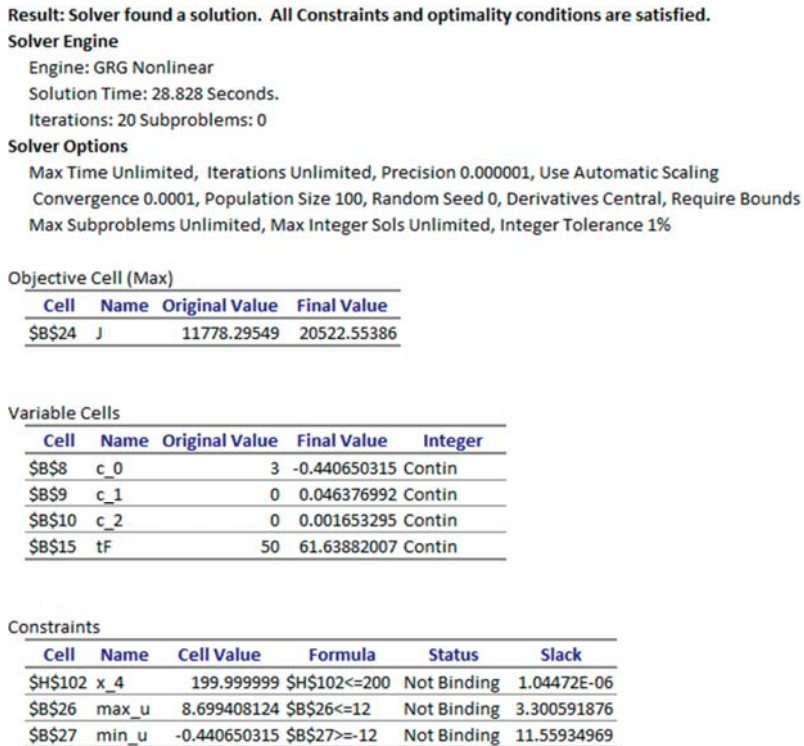 Result: Solver found a solution. All Constraints and optimality conditions are satisfied.
Solver Engine
Engine: GRG Nonlinear
Solution Time: 28.828 Seconds.
Iterations: 20 Subproblems: 0
Solver Options
Max Time Unlimited, Iterations Unlimited, Precision 0.000001, Use Automatic Scaling
Convergence 0.0001, Population Size 100, Random Seed 0, Derivatives Central, Require Bounds
Max Subproblems Unlimited, Max Integer Sols Unlimited, Integer Tolerance 1%
Objective Cell (Max)
Cell Name Original Value Final Value
$B$24 J 11778.29549 20522.55386
Variable Cells
Cell Name Original Value Final Value Integer
$B$8 c_0 3 -0.440650315 Contin
$B$9 c_1 0 0.046376992 Contin
$B$10 c_2 0 0.001653295 Contin
$B$15 tF 50 61.63882007 Contin
Constraints
Cell Name Cell Value Formula Status Slack
$H$102 x_4 199.999999 $H$102<=200 Not Binding 1.04472E-06
$B$26 max_u 8.699408124 $B$26<=12 Not Binding 3.300591876
$B$27 min_u -0.440650315 $B$27>=-12 Not Binding 11.55934969